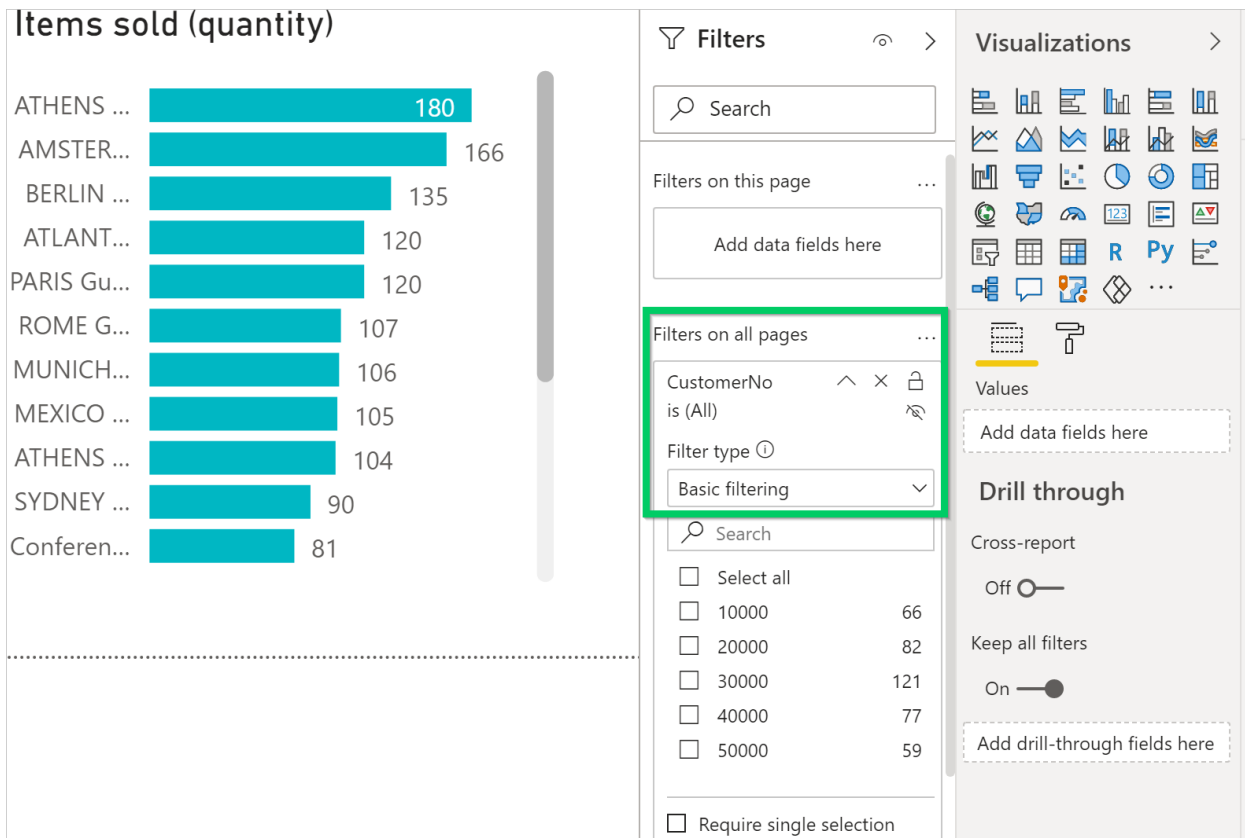 Items sold (quantity)
ATHENS ... 180
AMSTER... 166
BERLIN ... 135
ATLANT... 120
PARIS Gu... 120
ROME G... 107
MUNICH... 106
MEXICO ... 105
ATHENS ... 104
SYDNEY ... 90
Conferen... 81
Filters
Search
Filters on this page ...
Add data fields here
Filters on all pages ...
CustomerNo
is (All)
Filter type
Basic filtering
Search
Select all
10000 66
20000 82
30000 121
40000 77
50000 59
Require single selection
Visualizations
123
R Py
...
Values
Add data fields here
Drill through
Cross-report
Off
Keep all filters
On
Add drill-through fields here